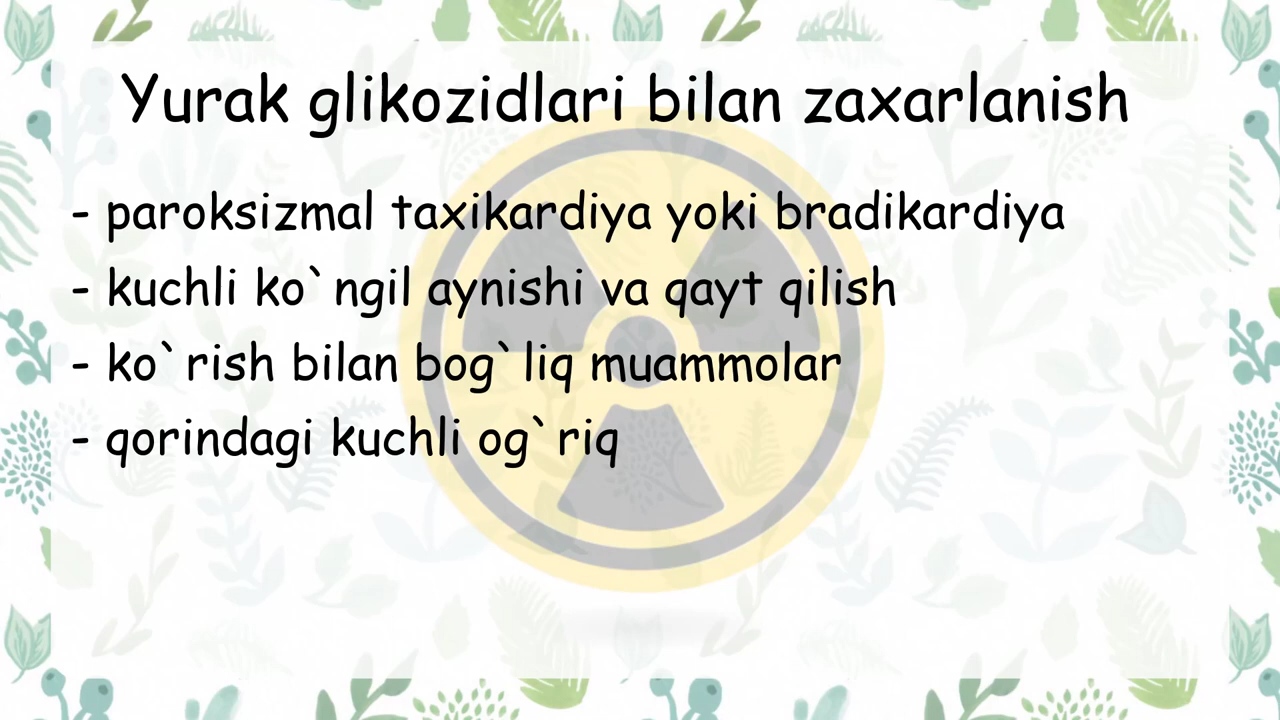 Yurak glikozidlari bilan zaxarlanish
- paroksizmal taxikardiya yoki bradikardiya
- kuchli ko`ngil aynishi va qayt qilish
- ko`rish bilan bog`liq muammolar
- qorindagi kuchli og`riq